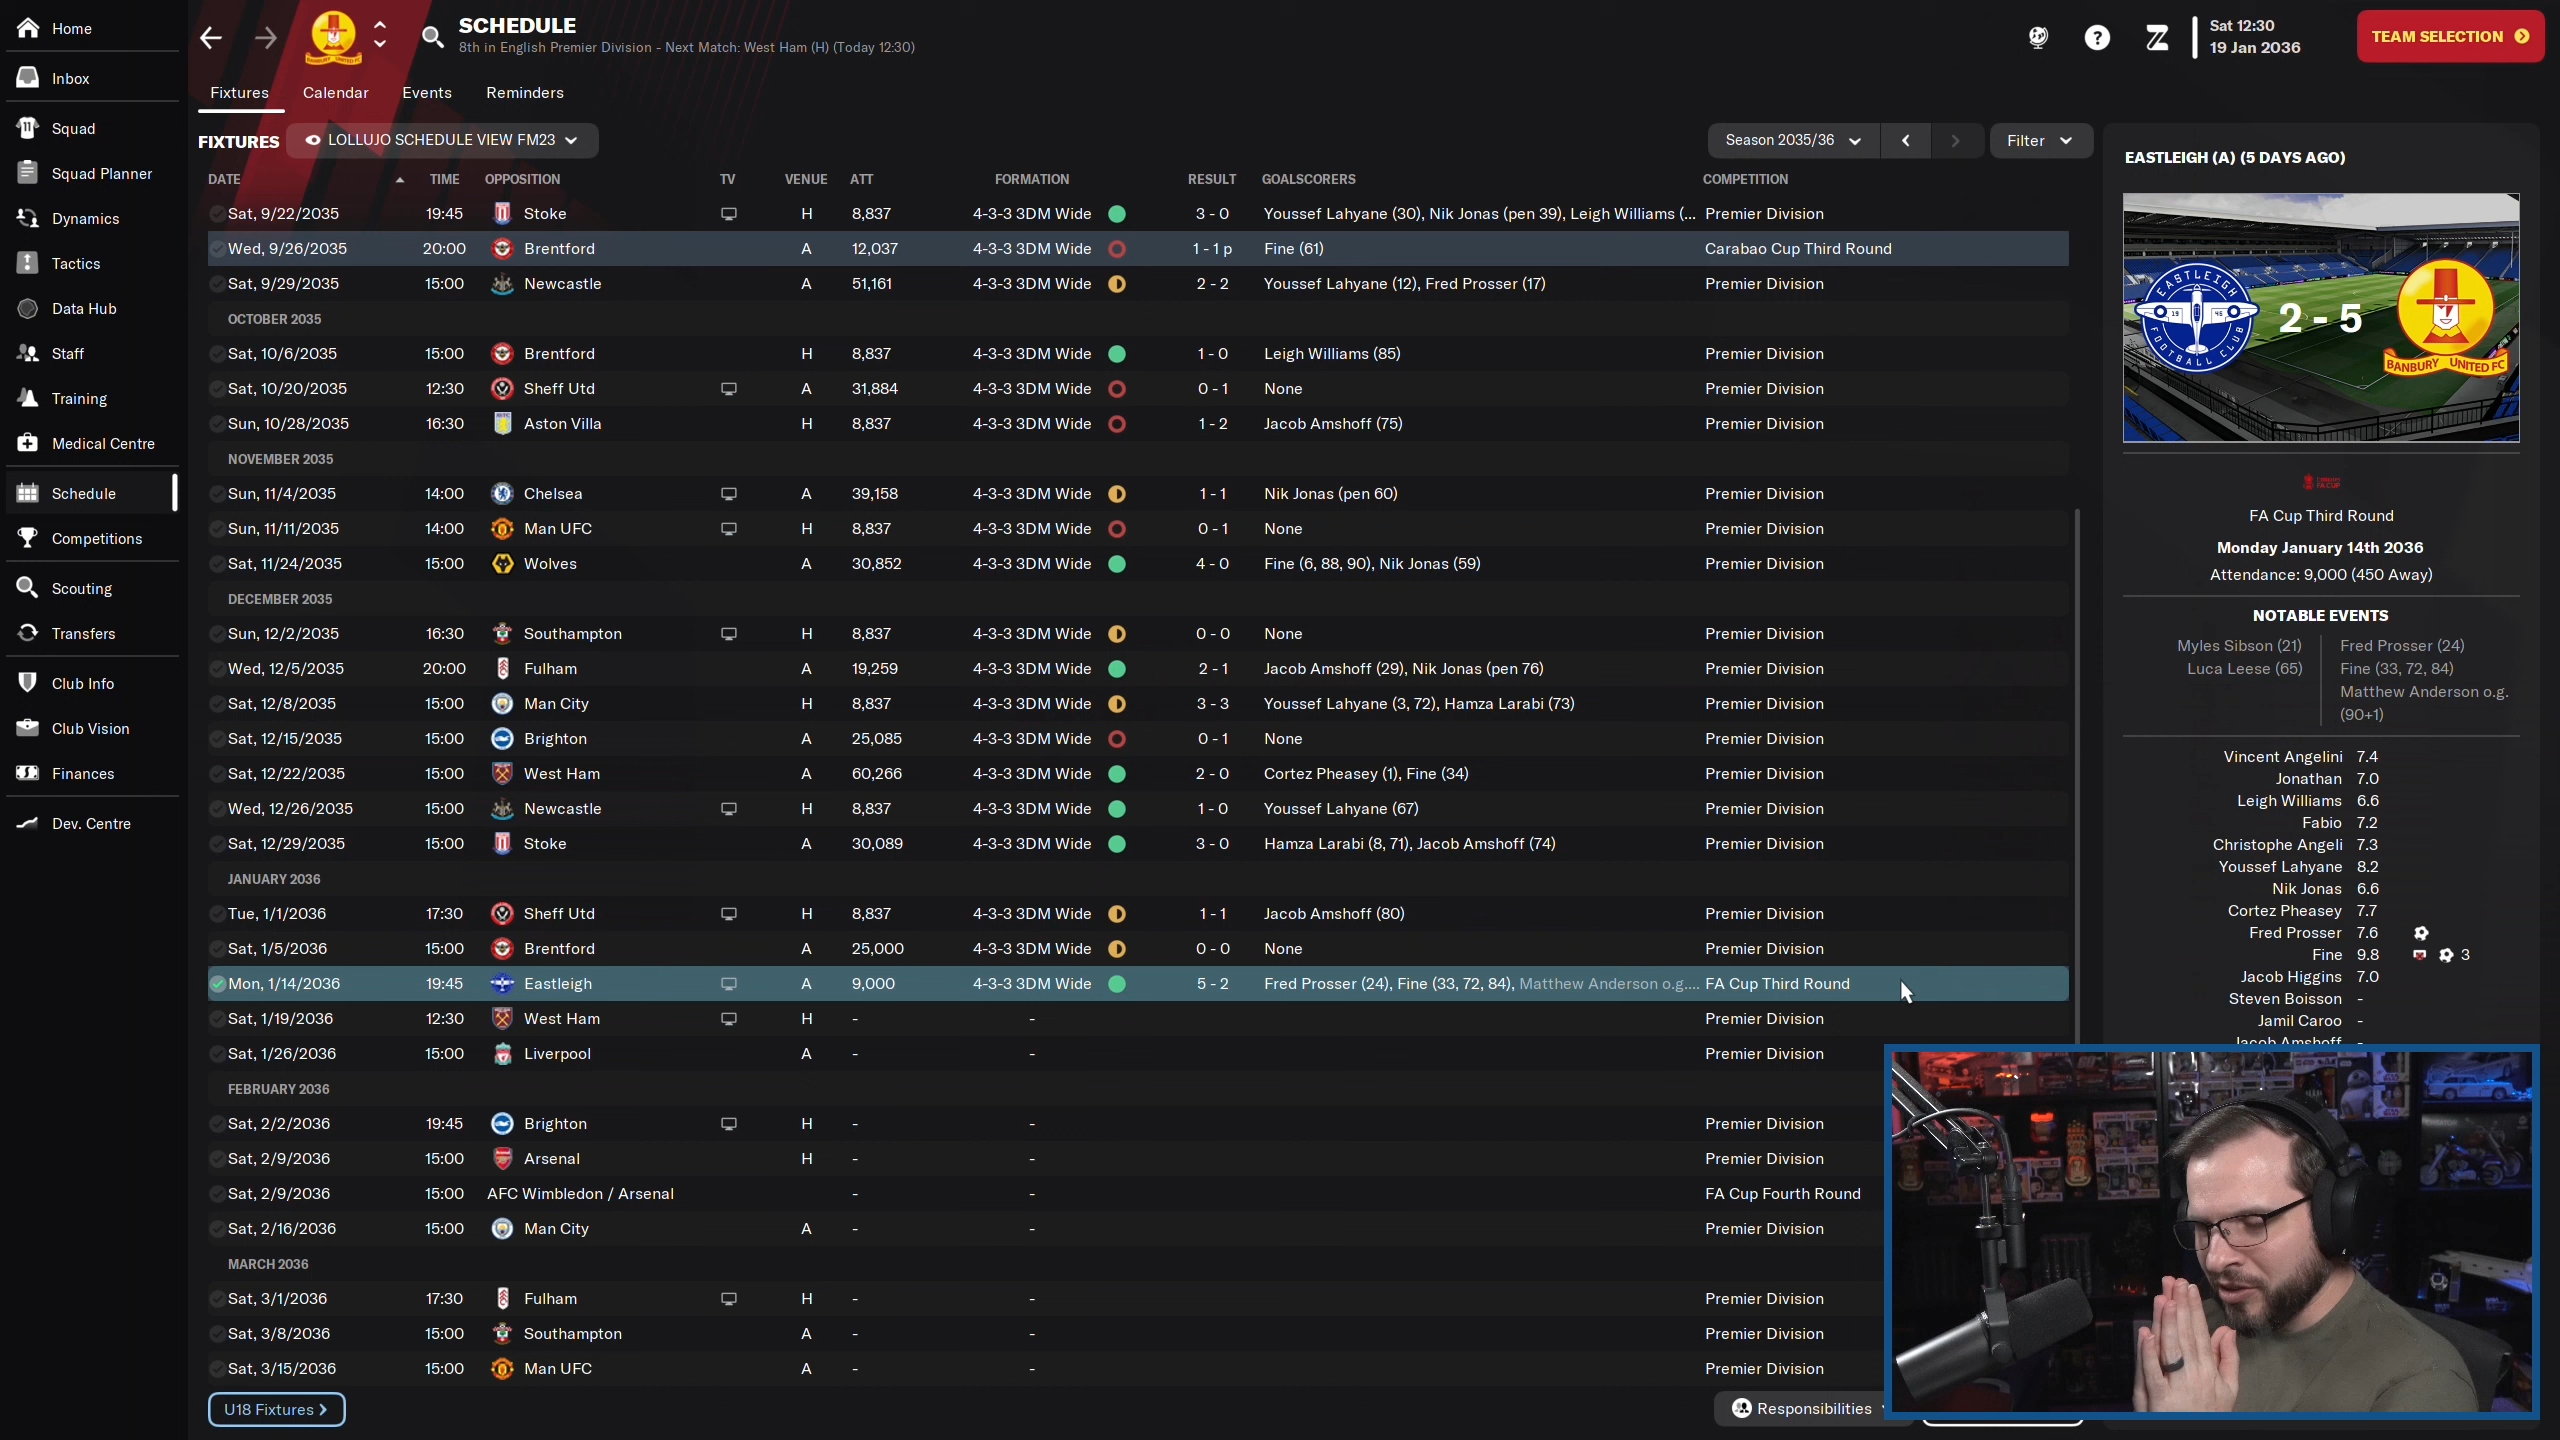 Home
Inbox
Squad
Squad Planner
Dynamics
Tactics
Data Hub
Staff
Training
Medical Centre
Schedule
Competitions
Scouting
Transfers
Club Info
Club Vision
Finances
Dev. Centre
BANBURY UNITED FC
SCHEDULE
8th in English Premier Division - Next Match: West Ham (H) (Today 12:30)
Sat 12:30
19 Jan 2036
TEAM SELECTION
Fixtures Calendar Events Reminders
FIXTURES LOLLUJO SCHEDULE VIEW FM23 Season 2035/36 Filter
DATE TIME OPPOSITION TV VENUE ATT FORMATION RESULT GOALSCORERS COMPETITION
Sat, 9/22/2035 19:45 Stoke H 8,837 4-3-3 3DM Wide 3 - 0 Youssef Lahyane (30), Nik Jonas (pen 39), Leigh Williams (... Premier Division
Wed, 9/26/2035 20:00 Brentford A 12,037 4-3-3 3DM Wide 1 - 1 p Fine (61) Carabao Cup Third Round
Sat, 9/29/2035 15:00 Newcastle A 51,161 4-3-3 3DM Wide 2 - 2 Youssef Lahyane (12), Fred Prosser (17) Premier Division
OCTOBER 2035
Sat, 10/6/2035 15:00 Brentford H 8,837 4-3-3 3DM Wide 1 - 0 Leigh Williams (85) Premier Division
Sat, 10/20/2035 12:30 Sheff Utd A 31,884 4-3-3 3DM Wide 0 - 1 None Premier Division
Sun, 10/28/2035 16:30 Aston Villa H 8,837 4-3-3 3DM Wide 1 - 2 Jacob Amshoff (75) Premier Division
NOVEMBER 2035
Sun, 11/4/2035 14:00 Chelsea A 39,158 4-3-3 3DM Wide 1 - 1 Nik Jonas (pen 60) Premier Division
Sun, 11/11/2035 14:00 Man UFC H 8,837 4-3-3 3DM Wide 0 - 1 None Premier Division
Sat, 11/24/2035 15:00 Wolves A 30,852 4-3-3 3DM Wide 4 - 0 Fine (6, 88, 90), Nik Jonas (59) Premier Division
DECEMBER 2035
Sun, 12/2/2035 16:30 Southampton H 8,837 4-3-3 3DM Wide 0 - 0 None Premier Division
Wed, 12/5/2035 20:00 Fulham A 19,259 4-3-3 3DM Wide 2 - 1 Jacob Amshoff (29), Nik Jonas (pen 76) Premier Division
Sat, 12/8/2035 15:00 Man City H 8,837 4-3-3 3DM Wide 3 - 3 Youssef Lahyane (3, 72), Hamza Larabi (73) Premier Division
Sat, 12/15/2035 15:00 Brighton A 25,085 4-3-3 3DM Wide 0 - 1 None Premier Division
Sat, 12/22/2035 15:00 West Ham A 60,266 4-3-3 3DM Wide 2 - 0 Cortez Pheasey (1), Fine (34) Premier Division
Wed, 12/26/2035 15:00 Newcastle H 8,837 4-3-3 3DM Wide 1 - 0 Youssef Lahyane (67) Premier Division
Sat, 12/29/2035 15:00 Stoke A 30,089 4-3-3 3DM Wide 3 - 0 Hamza Larabi (8, 71), Jacob Amshoff (74) Premier Division
JANUARY 2036
Tue, 1/1/2036 17:30 Sheff Utd H 8,837 4-3-3 3DM Wide 1 - 1 Jacob Amshoff (80) Premier Division
Sat, 1/5/2036 15:00 Brentford A 25,000 4-3-3 3DM Wide 0 - 0 None Premier Division
Mon, 1/14/2036 19:45 Eastleigh A 9,000 4-3-3 3DM Wide 5 - 2 Fred Prosser (24), Fine (33, 72, 84), Matthew Anderson o.g.... FA Cup Third Round
Sat, 1/19/2036 12:30 West Ham H - - Premier Division
Sat, 1/26/2036 15:00 Liverpool A - - Premier Division
FEBRUARY 2036
Sat, 2/2/2036 19:45 Brighton H - - Premier Division
Sat, 2/9/2036 15:00 Arsenal H - - Premier Division
Sat, 2/9/2036 15:00 AFC Wimbledon / Arsenal - - FA Cup Fourth Round
Sat, 2/16/2036 15:00 Man City A - - Premier Division
MARCH 2036
Sat, 3/1/2036 17:30 Fulham H - - Premier Division
Sat, 3/8/2036 15:00 Southampton A - - Premier Division
Sat, 3/15/2036 15:00 Man UFC A - - Premier Division
U18 Fixtures Responsibilities
EASTLEIGH (A) (5 DAYS AGO)
EASTLEIGH
19 45
FOOTBALL CLUB
2 - 5
BANBURY UNITED FC
FA CUP
FA Cup Third Round
Monday January 14th 2036
Attendance: 9,000 (450 Away)
NOTABLE EVENTS
Myles Sibson (21) Fred Prosser (24)
Luca Leese (65) Fine (33, 72, 84)
Matthew Anderson o.g.
(90+1)
Vincent Angelini 7.4
Jonathan 7.0
Leigh Williams 6.6
Fabio 7.2
Christophe Angeli 7.3
Youssef Lahyane 8.2
Nik Jonas 6.6
Cortez Pheasey 7.7
Fred Prosser 7.6
Fine 9.8 3
Jacob Higgins 7.0
Steven Boisson -
Jamil Caroo -
Jacob Amshoff -